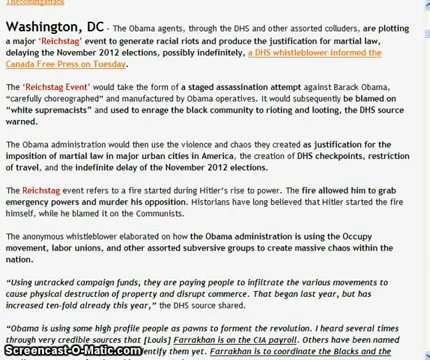 Thecomingattack
Washington, DC - The Obama agents, through the DHS and other assorted colluders, are plotting
a major ‘Reichstag’ event to generate racial riots and produce the justification for martial law,
delaying the November 2012 elections, possibly indefinitely, a DHS whistleblower informed the
Canada Free Press on Tuesday.
The ‘Reichstag Event’ would take the form of a staged assassination attempt against Barack Obama,
“carefully choreographed” and manufactured by Obama operatives. It would subsequently be blamed on
“white supremacists” and used to enrage the black community to rioting and looting, the DHS source
warned.
The Obama administration would then use the violence and chaos they created as justification for the
imposition of martial law in major urban cities in America, the creation of DHS checkpoints, restriction
of travel, and the indefinite delay of the November 2012 elections.
The Reichstag event refers to a fire started during Hitler’s rise to power. The fire allowed him to grab
emergency powers and murder his opposition. Historians have long believed that Hitler started the fire
himself, while he blamed it on the Communists.
The anonymous whistleblower elaborated on how the Obama administration is using the Occupy
movement, labor unions, and other assorted subversive groups to create massive chaos within the
nation.
“Using untracked campaign funds, they are paying people to infiltrate the various movements to
cause physical destruction of property and disrupt commerce. That began last year, but has
increased ten-fold already this year,” the DHS source shared.
“Obama is using some high profile people as pawns to foment the revolution. I heard several times
through very credible sources that [Louis] Farrakhan is on the CIA payroll. Others have been named
identify them yet. Farrakhan is to coordinate the Blacks and the
Screencast-O-Matic.com